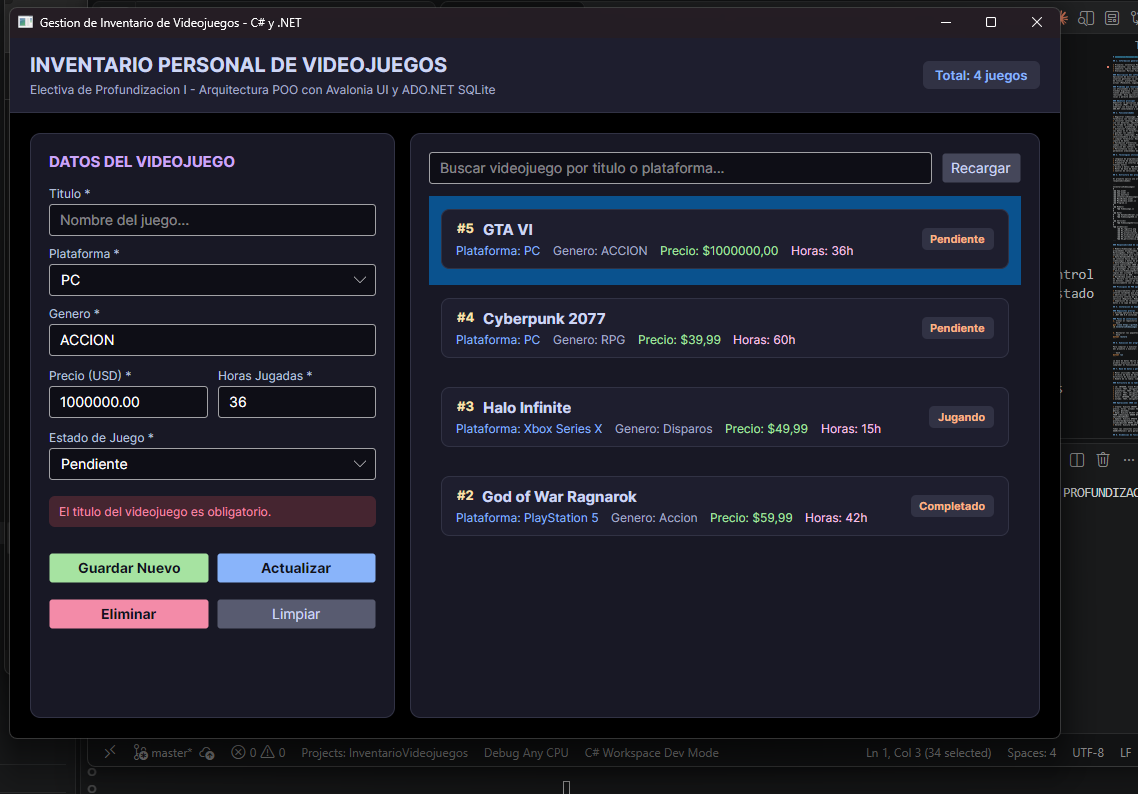 Gestion de Inventario de Videojuegos - C# y .NET
INVENTARIO PERSONAL DE VIDEOJUEGOS
Electiva de Profundizacion I - Arquitectura POO con Avalonia UI y ADO.NET SQLite
Total: 4 juegos
DATOS DEL VIDEOJUEGO
Titulo *
Nombre del juego...
Plataforma *
PC
Genero *
ACCION
Precio (USD) * Horas Jugadas *
1000000.00 36
Estado de Juego *
Pendiente
El titulo del videojuego es obligatorio.
Guardar Nuevo Actualizar
Eliminar Limpiar
Buscar videojuego por titulo o plataforma... Recargar
#5 GTA VI
Plataforma: PC Genero: ACCION Precio: $1000000,00 Horas: 36h
Pendiente
#4 Cyberpunk 2077
Plataforma: PC Genero: RPG Precio: $39,99 Horas: 60h
Pendiente
#3 Halo Infinite
Plataforma: Xbox Series X Genero: Disparos Precio: $49,99 Horas: 15h
Jugando
#2 God of War Ragnarok
Plataforma: PlayStation 5 Genero: Accion Precio: $59,99 Horas: 42h
Completado
ntrol
stado
PROFUNDIZAC
master* 0 0 Projects: InventarioVideojuegos Debug Any CPU C# Workspace Dev Mode Ln 1, Col 3 (34 selected) Spaces: 4 UTF-8 LF